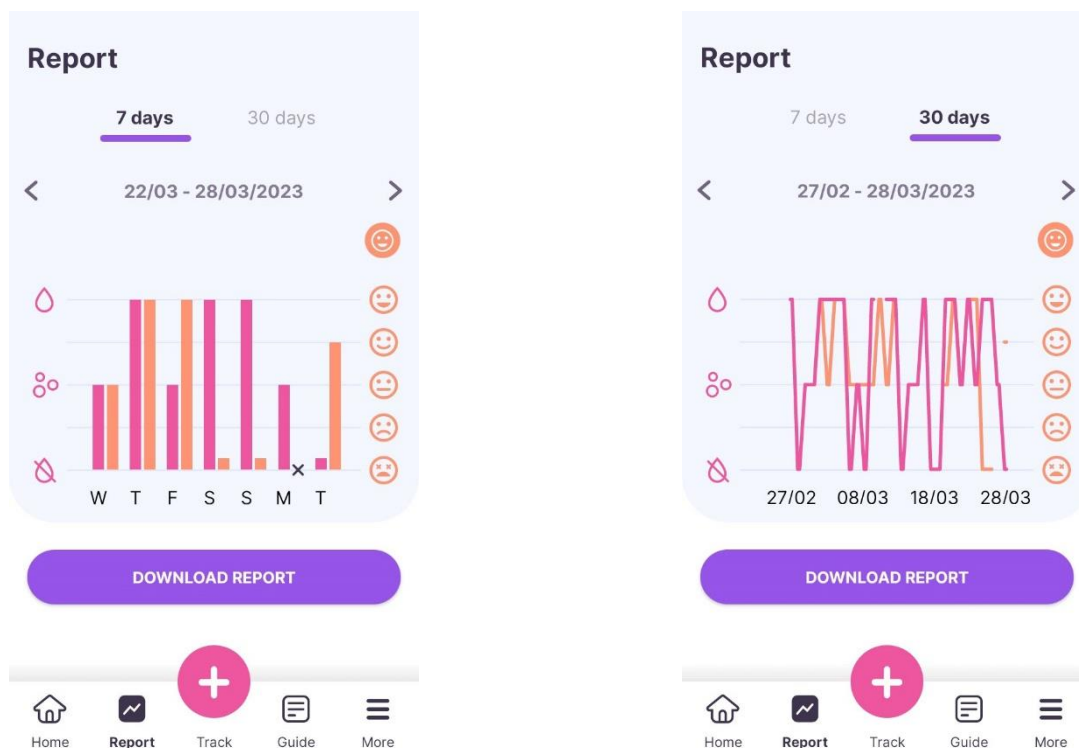 Report
7 days 30 days
22/03 - 28/03/2023
W T F S S M T
DOWNLOAD REPORT
Home Report Track Guide More
Report
7 days 30 days
27/02 - 28/03/2023
27/02 08/03 18/03 28/03
DOWNLOAD REPORT
Home Report Track Guide More